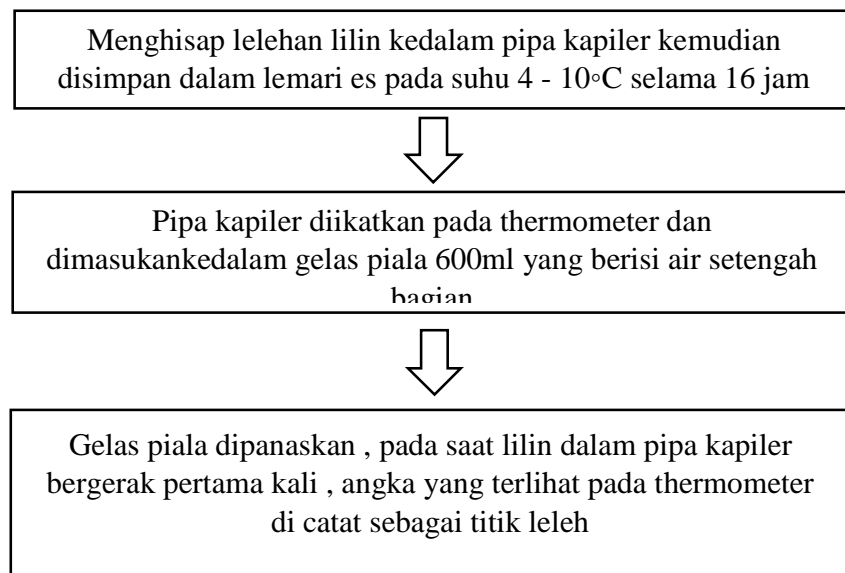 Menghisap lelehan lilin kedalam pipa kapiler kemudian
disimpan dalam lemari es pada suhu 4 - 10◦C selama 16 jam
Pipa kapiler diikatkan pada thermometer dan
dimasukankedalam gelas piala 600ml yang berisi air setengah
bagian
Gelas piala dipanaskan , pada saat lilin dalam pipa kapiler
bergerak pertama kali , angka yang terlihat pada thermometer
di catat sebagai titik leleh